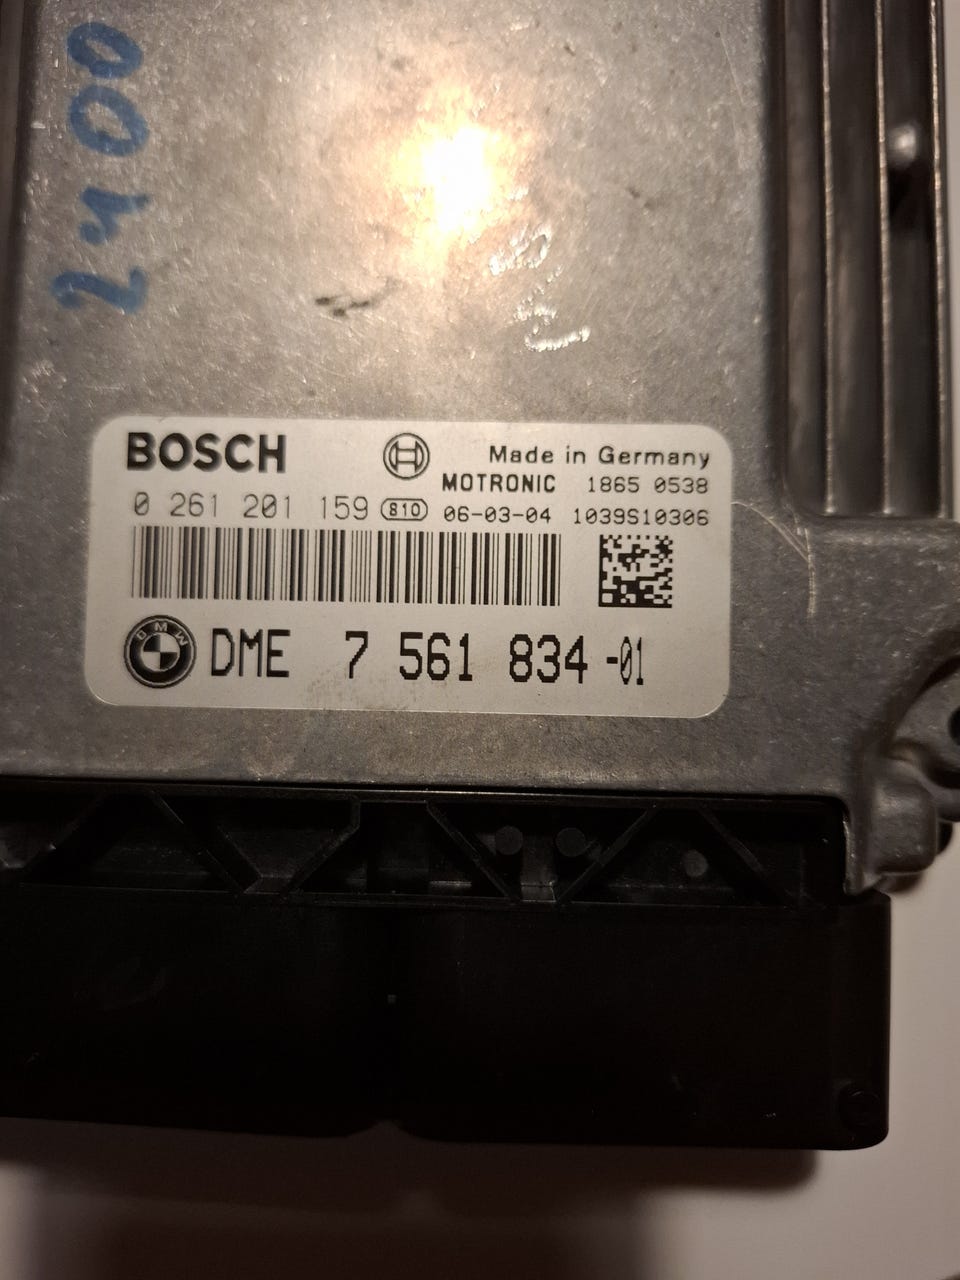 2400
BOSCH
Made in Germany
MOTRONIC 1865 0538
0 261 201 159 810 06-03-04 1039S10306
BMW
DME 7 561 834 -01